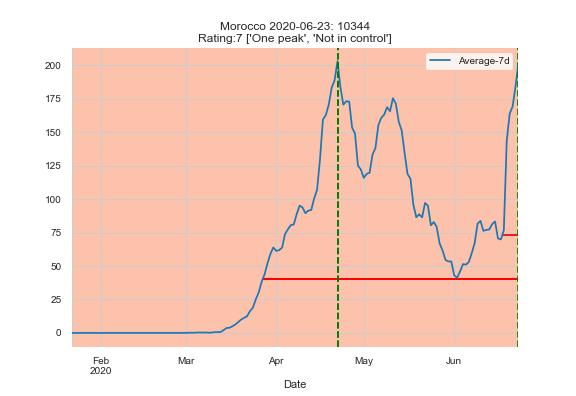 Morocco 2020-06-23: 10344
Rating:7 ['One peak', 'Not in control']
Average-7d
200
175
150
125
100
75
50
25
0
Feb Mar Apr May Jun
2020
Date